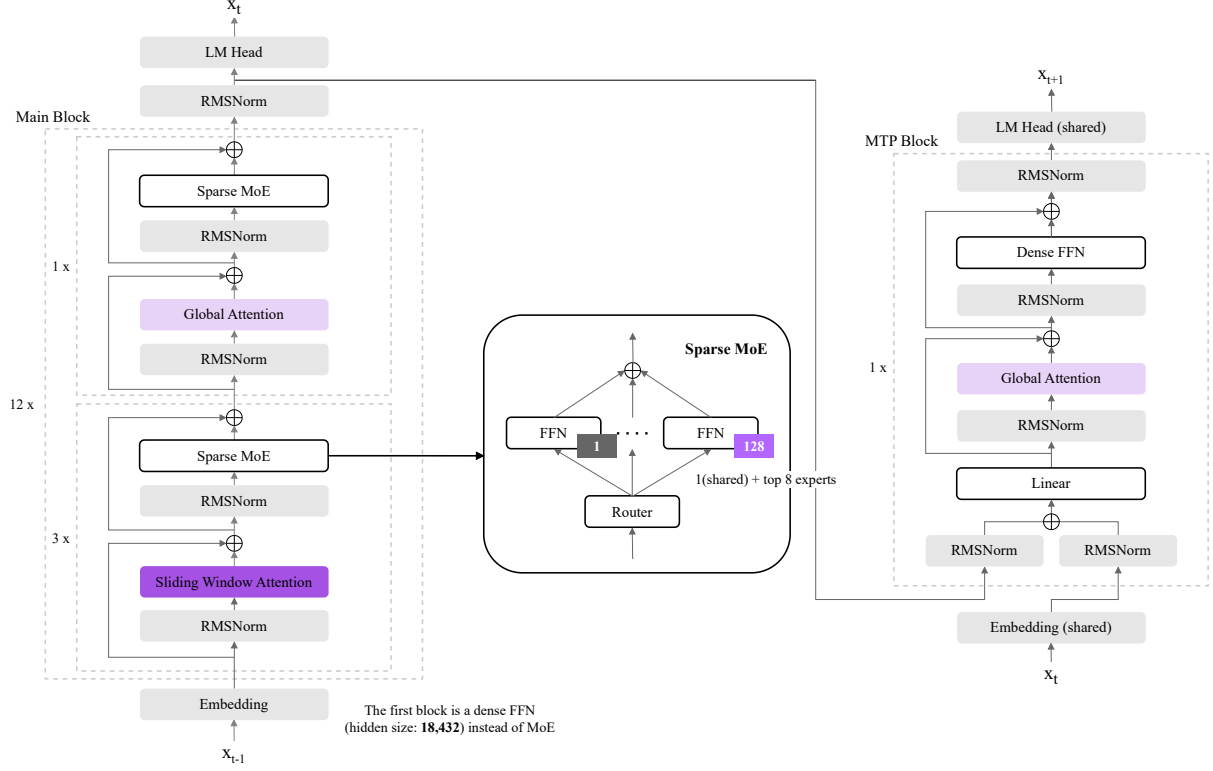 x_t
LM Head
RMSNorm
Main Block
Sparse MoE
RMSNorm
1 x
Global Attention
RMSNorm
12 x
Sparse MoE
RMSNorm
3 x
Sliding Window Attention
RMSNorm
Embedding
x_t-1
The first block is a dense FFN
(hidden size: 18,432) instead of MoE
Sparse MoE
FFN
1
. . . .
FFN
128
1(shared) + top 8 experts
Router
x_t+1
LM Head (shared)
MTP Block
RMSNorm
Dense FFN
RMSNorm
1 x
Global Attention
RMSNorm
Linear
RMSNorm
RMSNorm
Embedding (shared)
x_t